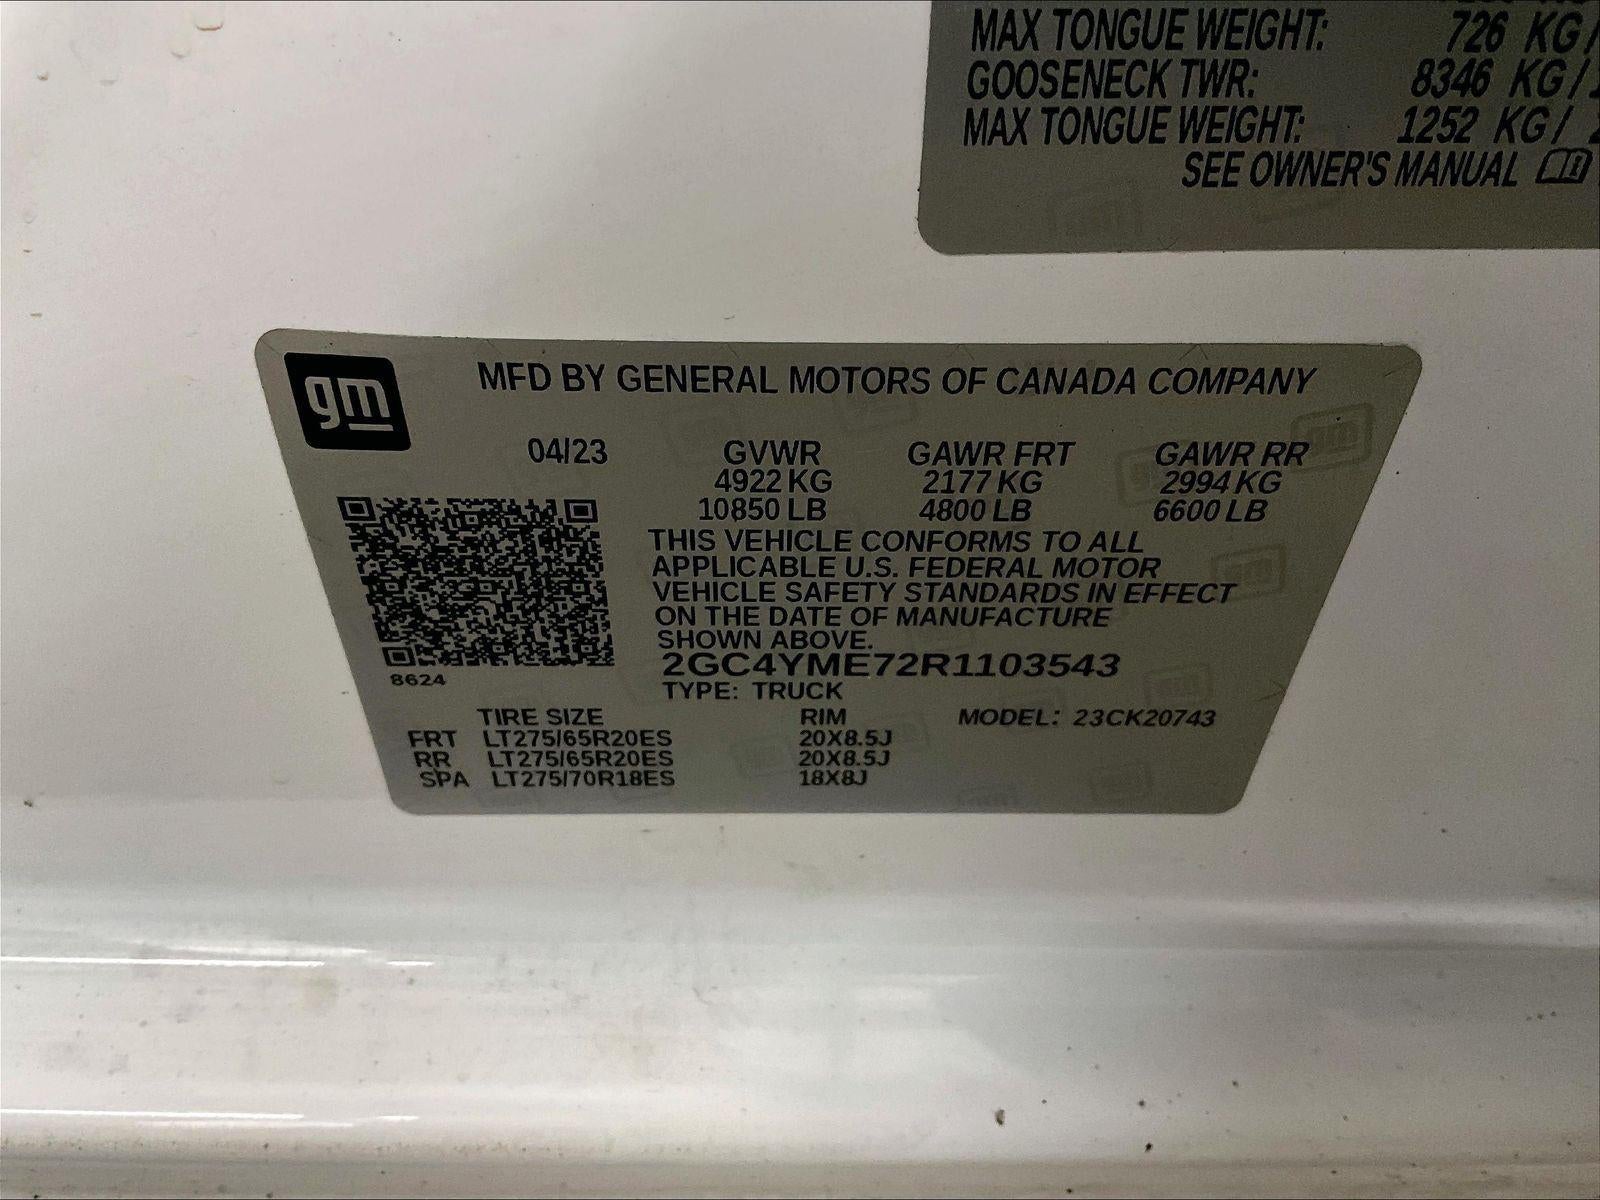 MAX TONGUE WEIGHT: 726 KG/
GOOSENECK TWR: 8346 KG /
MAX TONGUE WEIGHT: 1252 KG/
SEE OWNER'S MANUAL
gm
MFD BY GENERAL MOTORS OF CANADA COMPANY
04/23 GVWR GAWR FRT GAWR RR
4922 KG 2177 KG 2994 KG
10850 LB 4800 LB 6600 LB
THIS VEHICLE CONFORMS TO ALL
APPLICABLE U.S. FEDERAL MOTOR
VEHICLE SAFETY STANDARDS IN EFFECT
ON THE DATE OF MANUFACTURE
SHOWN ABOVE.
2GC4YME72R1103543
8624
TYPE: TRUCK
TIRE SIZE RIM MODEL: 23CK20743
FRT LT275/65R20ES 20X8.5J
RR LT275/65R20ES 20X8.5J
SPA LT275/70R18ES 18X8J